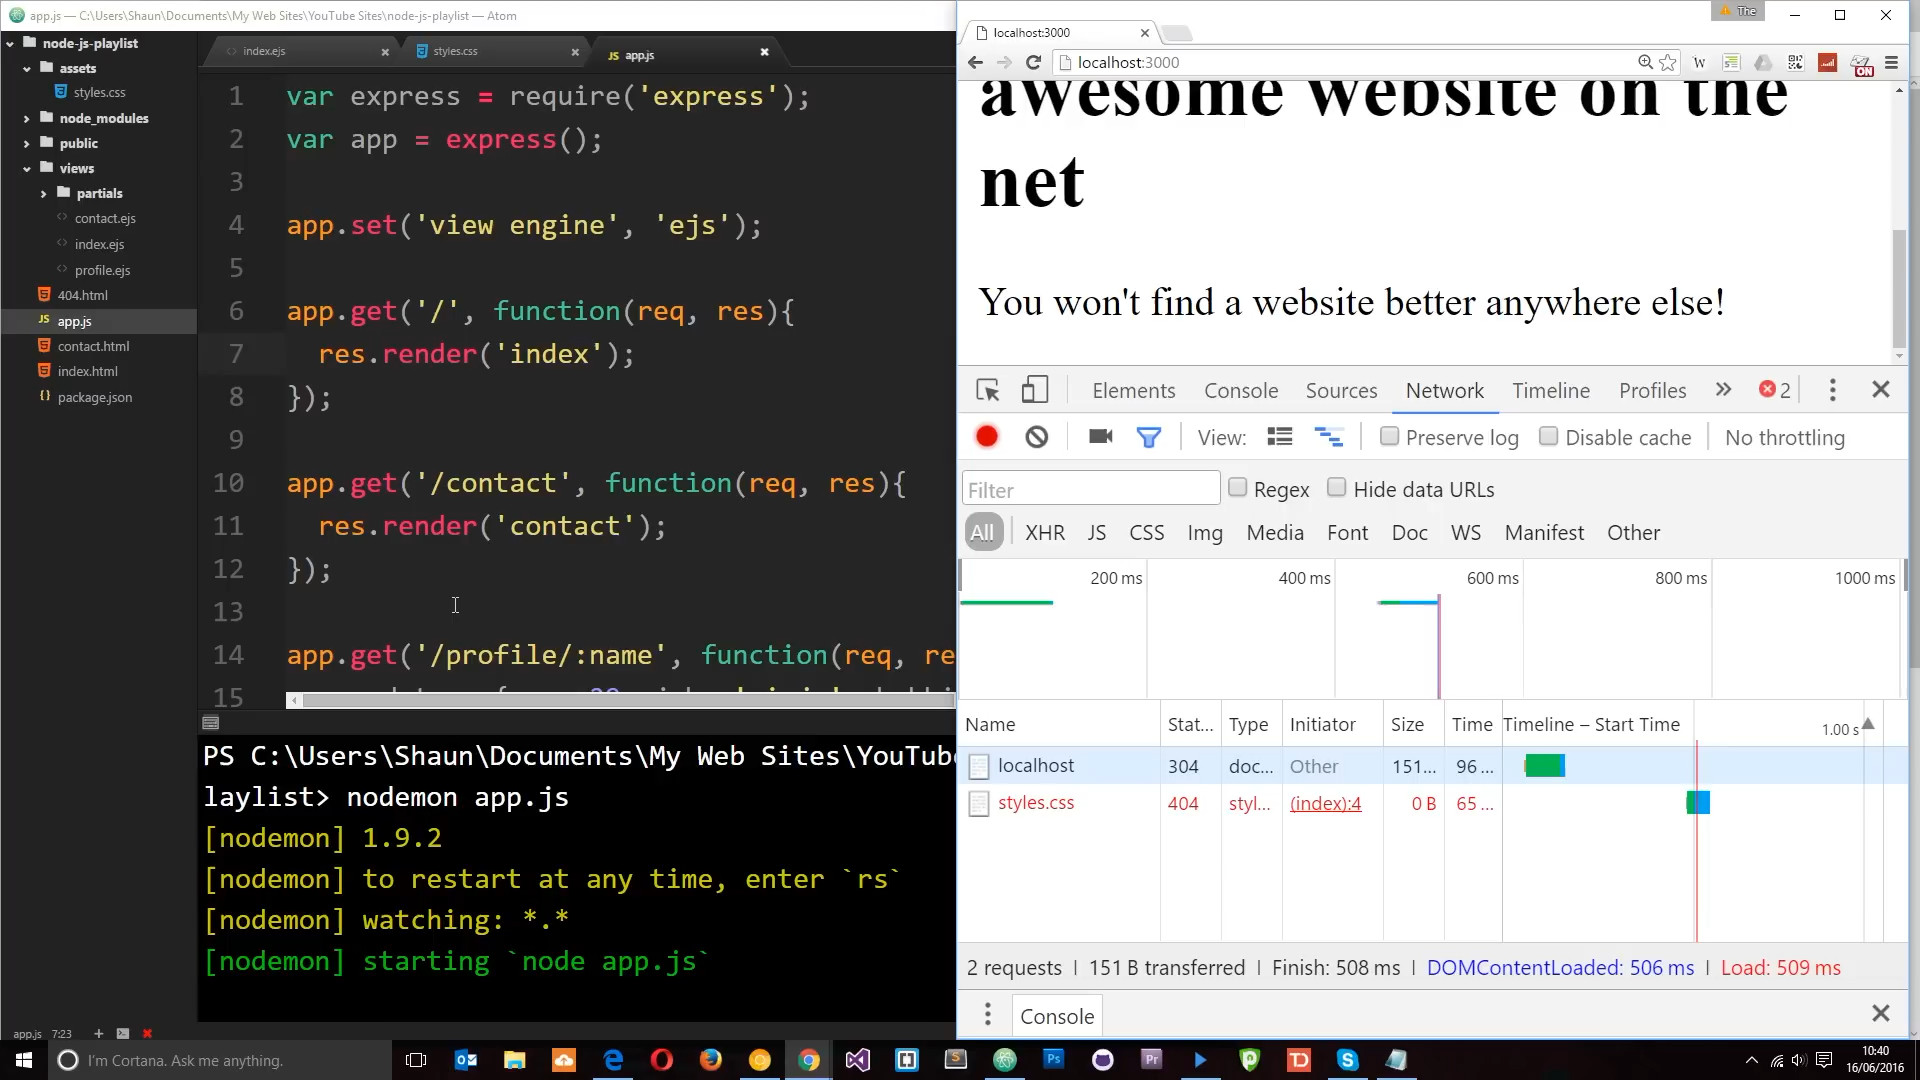 app.js — C:\Users\Shaun\Documents\My Web Sites\YouTube Sites\node-js-playlist — Atom
node-js-playlist
assets
styles.css
node_modules
public
views
partials
contact.ejs
index.ejs
profile.ejs
404.html
app.js
contact.html
index.html
package.json
index.ejs
styles.css
app.js
1 var express = require('express');
2 var app = express();
3
4 app.set('view engine', 'ejs');
5
6 app.get('/', function(req, res){
7 res.render('index');
8 });
9
10 app.get('/contact', function(req, res){
11 res.render('contact');
12 });
13
14 app.get('/profile/:name', function(req, re
15
PS C:\Users\Shaun\Documents\My Web Sites\YouTube
laylist> nodemon app.js
[nodemon] 1.9.2
[nodemon] to restart at any time, enter `rs`
[nodemon] watching: *.*
[nodemon] starting `node app.js`
app.js 7:23
The
localhost:3000
localhost:3000
awesome website on the
net
You won't find a website better anywhere else!
Elements Console Sources Network Timeline Profiles 2
View: Preserve log Disable cache No throttling
Filter Regex Hide data URLs
All XHR JS CSS Img Media Font Doc WS Manifest Other
200 ms 400 ms 600 ms 800 ms 1000 ms
Name Stat... Type Initiator Size Time Timeline – Start Time 1.00 s
localhost 304 doc... Other 151... 96 ...
styles.css 404 styl... (index):4 0 B 65 ...
2 requests | 151 B transferred | Finish: 508 ms | DOMContentLoaded: 506 ms | Load: 509 ms
Console
I'm Cortana. Ask me anything.
10:40
16/06/2016